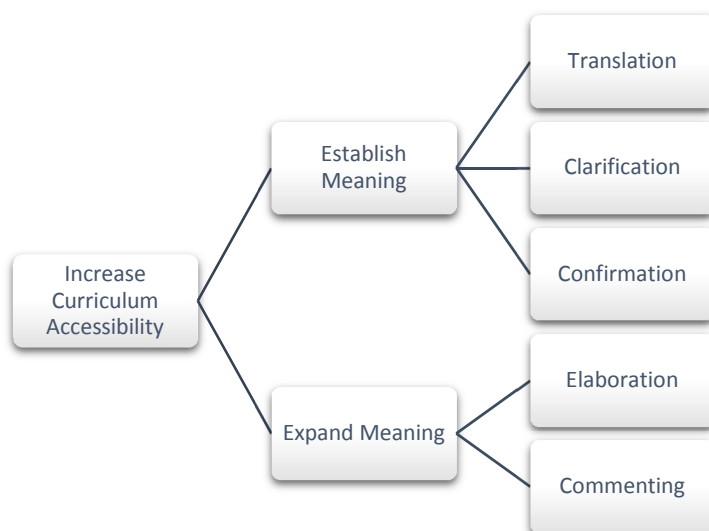 Increase
Curriculum
Accessibility
Establish
Meaning
Translation
Clarification
Confirmation
Expand Meaning
Elaboration
Commenting